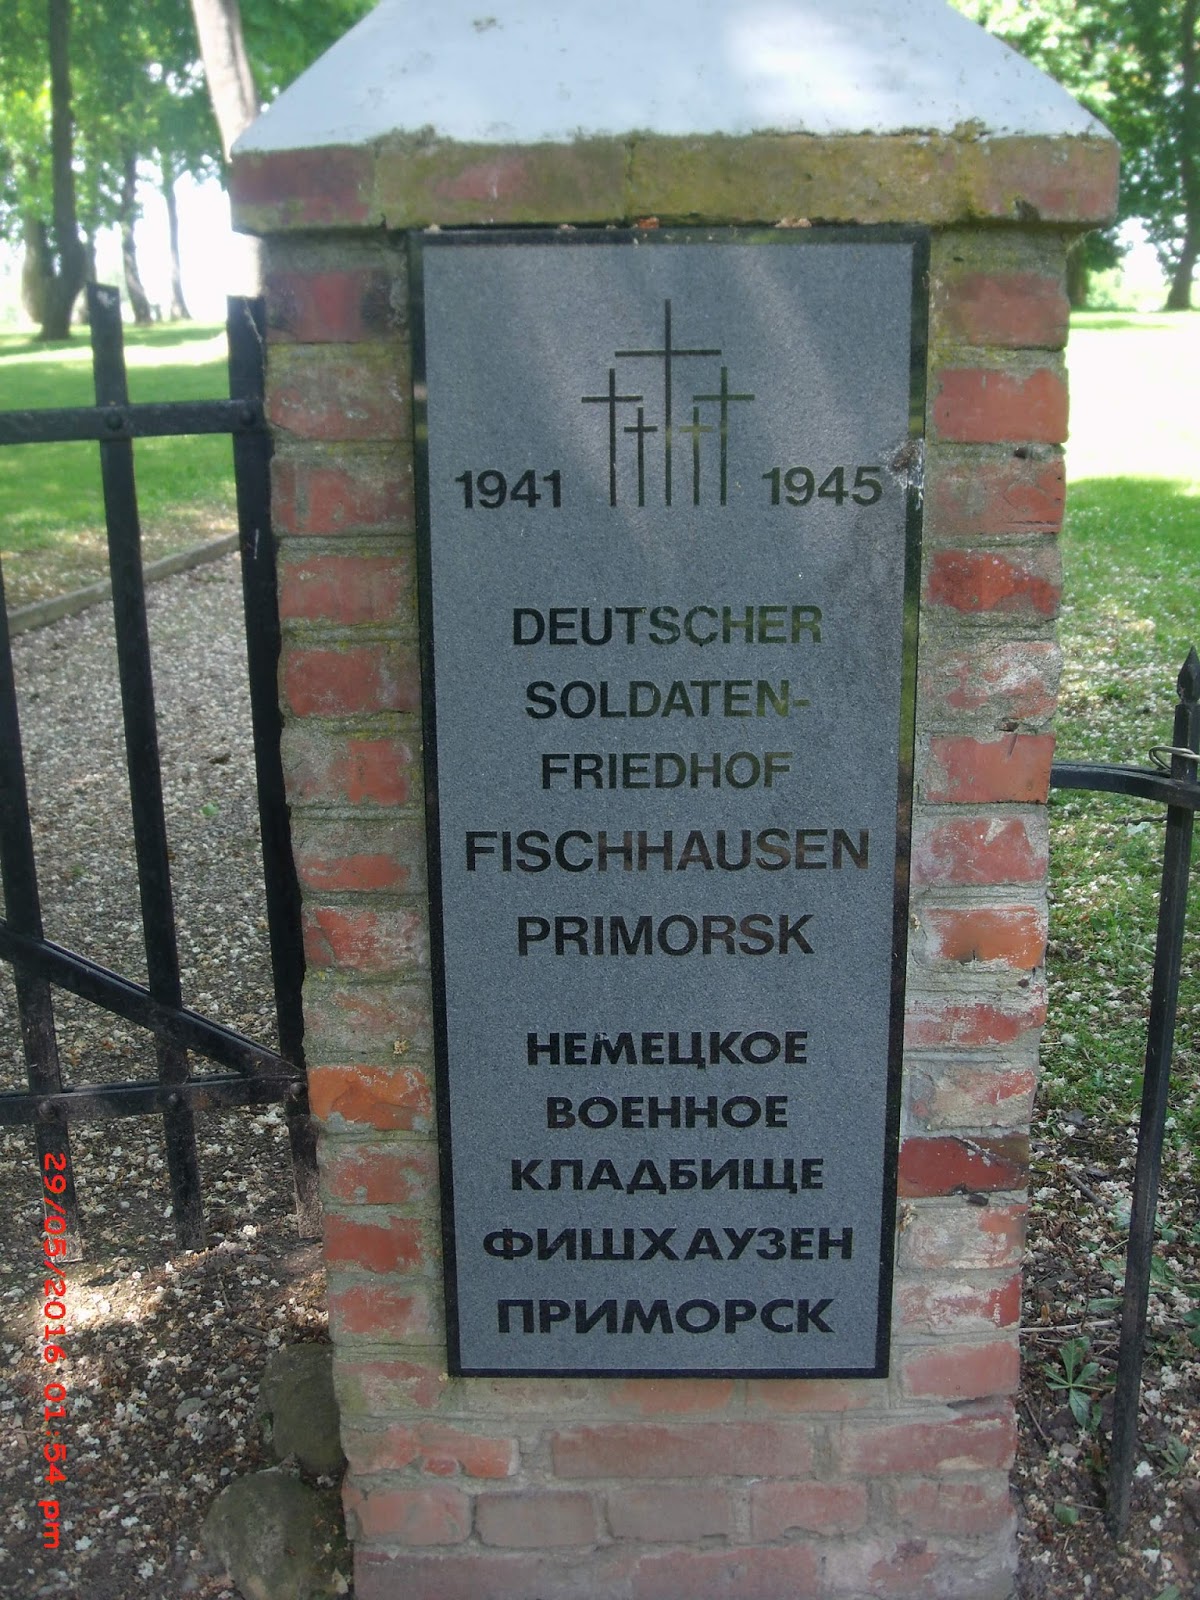 1941 1945
DEUTSCHER
SOLDATEN-
FRIEDHOF
FISCHHAUSEN
PRIMORSK
НЕМЕЦКОЕ
ВОЕННОЕ
КЛАДБИЩЕ
ФИШХАУЗЕН
ПРИМОРСК
29/05/2016 01:54 pm